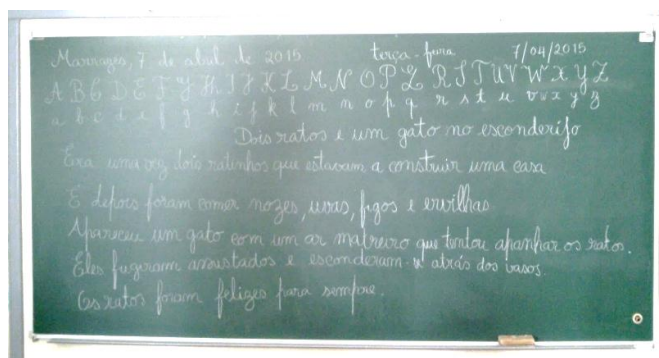 Marrazes, 7 de abril de 2015 terça-feira 7/04/2015
A B C D E F G H I J K L M N O P Q R S T U V W X Y Z
a b c d e f g h i j k l m n o p q r s t u v w x y z
Dois ratos e um gato no esconderijo
Era uma vez dois ratinhos que estavam a construir uma casa
E depois foram comer nozes, uvas, figos e ervilhas.
Apareceu um gato com um ar matreiro que tentou apanhar os ratos.
Eles fugiram assustados e esconderam-se atrás dos vasos.
Os ratos foram felizes para sempre.